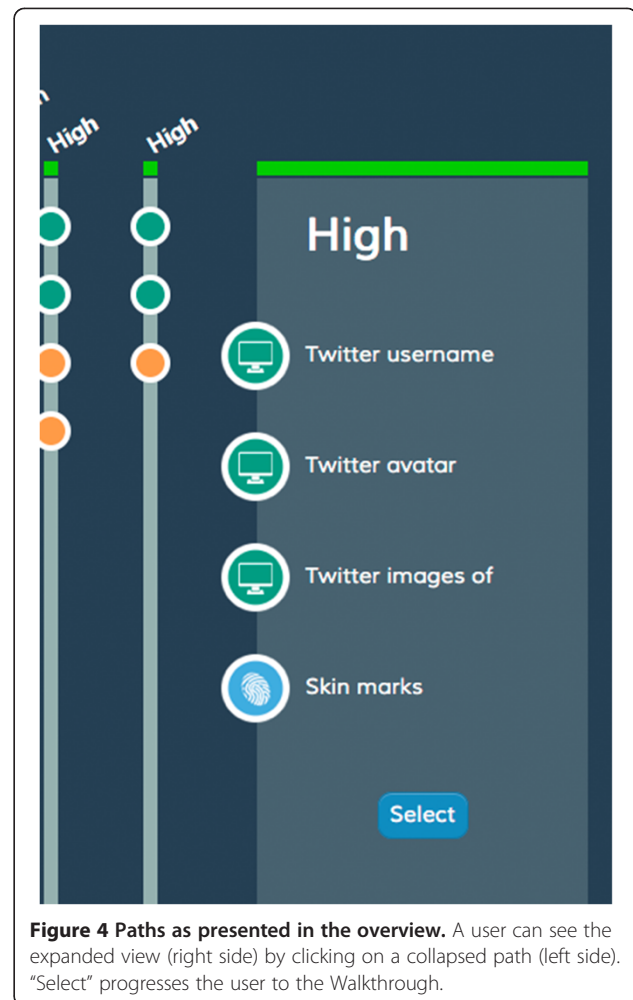 High
High
High
Twitter username
Twitter avatar
Twitter images of
Skin marks
Select
Figure 4 Paths as presented in the overview. A user can see the
expanded view (right side) by clicking on a collapsed path (left side).
“Select” progresses the user to the Walkthrough.